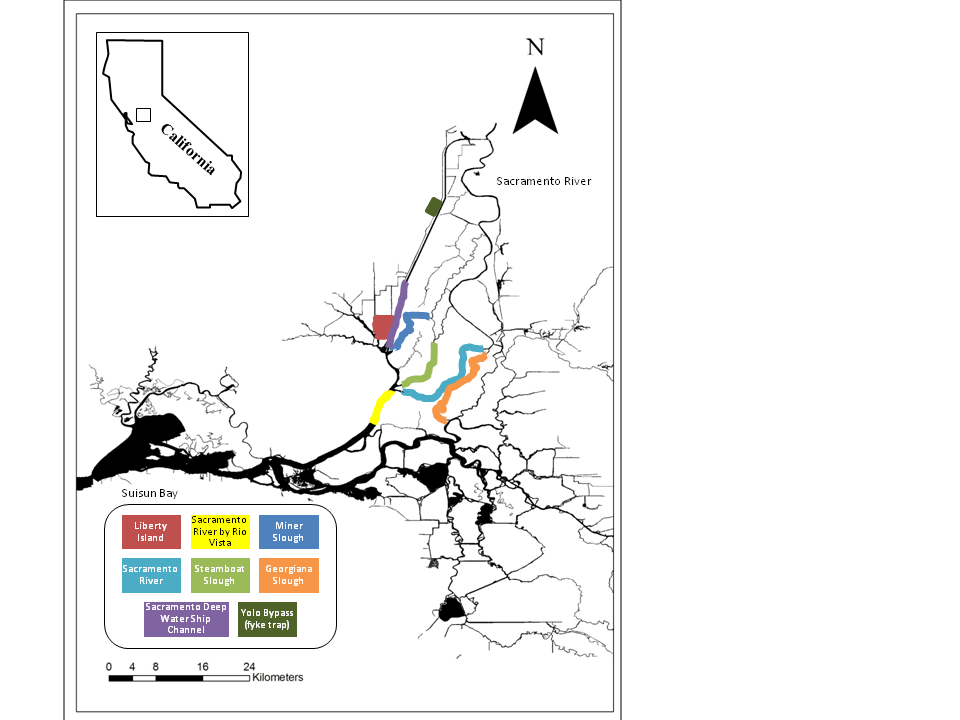 N
California
Sacramento River
Suisun Bay
Liberty
Island
Sacramento
River by Rio
Vista
Miner
Slough
Sacramento
River
Steamboat
Slough
Georgiana
Slough
Sacramento Deep
Water Ship
Channel
Yolo Bypass
(fyke trap)
0 4 8 16 24
Kilometers